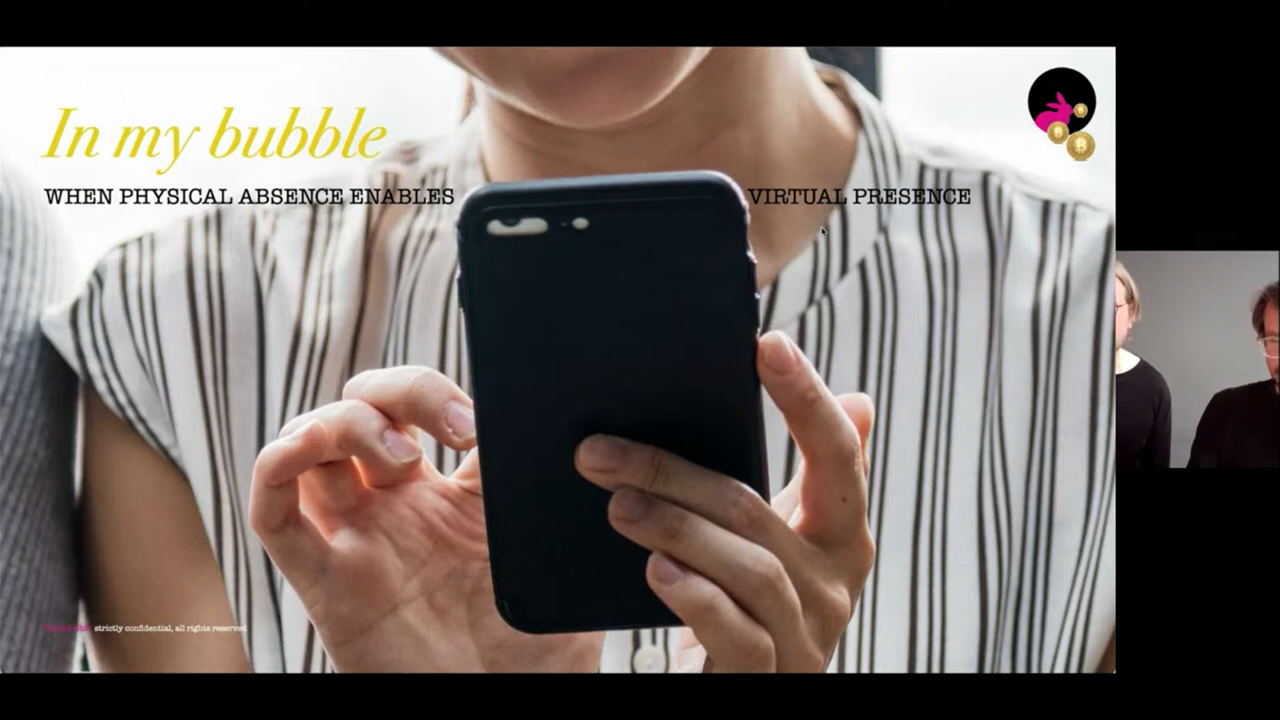 In my bubble
WHEN PHYSICAL ABSENCE ENABLES VIRTUAL PRESENCE
strictly confidential, all rights reserved